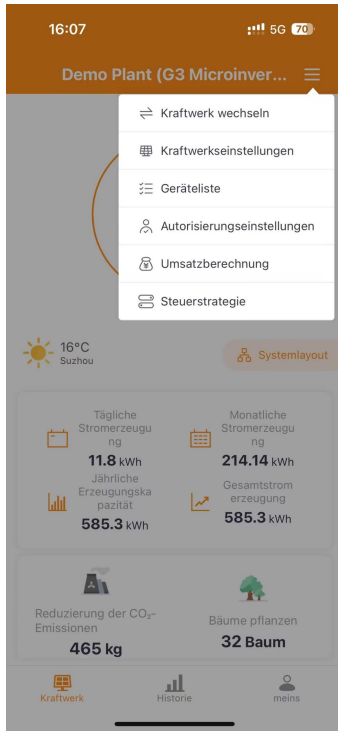 16:07
5G 70
Demo Plant (G3 Microinver...
Kraftwerk wechseln
Kraftwerkseinstellungen
Geräteliste
Autorisierungseinstellungen
Umsatzberechnung
Steuerstrategie
16°C
Suzhou
Systemlayout
Tägliche
Stromerzeugu
ng
11.8 kWh
Monatliche
Stromerzeugu
ng
214.14 kWh
Jährliche
Erzeugungska
pazität
585.3 kWh
Gesamtstrom
erzeugung
585.3 kWh
Reduzierung der CO₂-
Emissionen
465 kg
Bäume pflanzen
32 Baum
Kraftwerk
Historie
meins